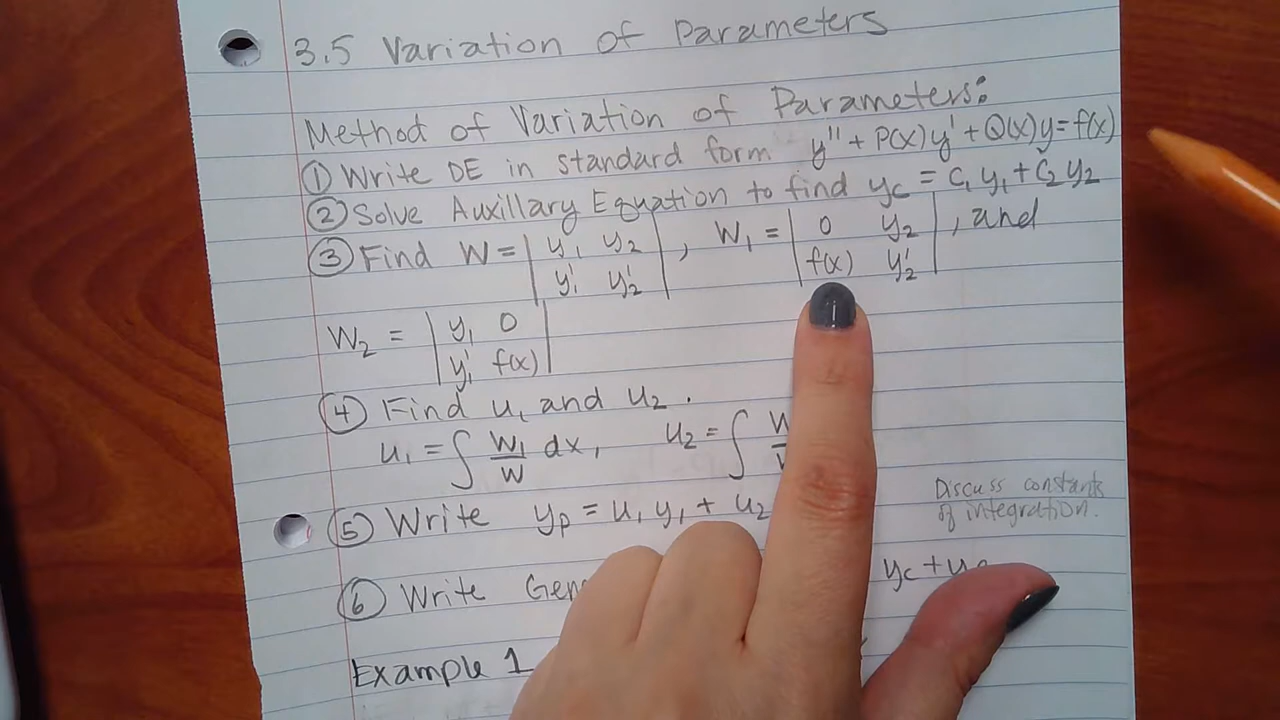 3.5 Variation of Parameters
Method of Variation of Parameters:
① Write DE in standard form y'' + P(x)y' + Q(x)y = f(x)
② Solve Auxillary Equation to find yc = c₁y₁ + c₂y₂
③ Find W = | y₁ y₂ | , W₁ = | 0 y₂ | , and
| y₁' y₂' | | f(x) y₂' |
W₂ = | y₁ 0 |
| y₁' f(x) |
④ Find u₁ and u₂.
u₁ = ∫ W₁/W dx, u₂ = ∫
Discuss constants
of integration.
⑤ Write yp = u₁y₁ + u₂
⑥ Write yc +
Example 1